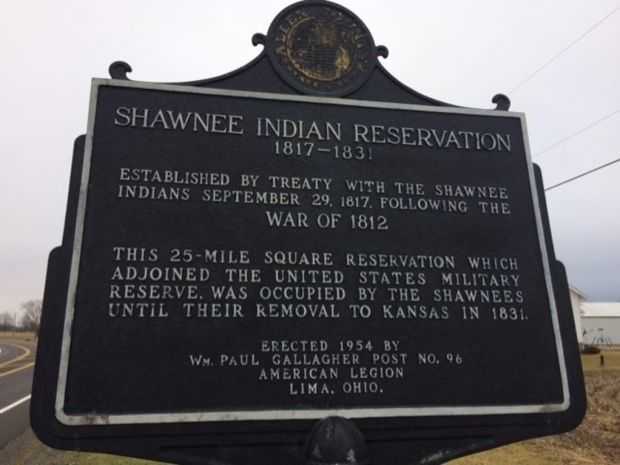 SHAWNEE INDIAN RESERVATION
1817-1831
ESTABLISHED BY TREATY WITH THE SHAWNEE
INDIANS SEPTEMBER 29, 1817, FOLLOWING THE
WAR OF 1812
THIS 25-MILE SQUARE RESERVATION WHICH
ADJOINED THE UNITED STATES MILITARY
RESERVE, WAS OCCUPIED BY THE SHAWNEES
UNTIL THEIR REMOVAL TO KANSAS IN 1831.
ERECTED 1954 BY
WM. PAUL GALLAGHER POST NO. 96
AMERICAN LEGION
LIMA, OHIO.